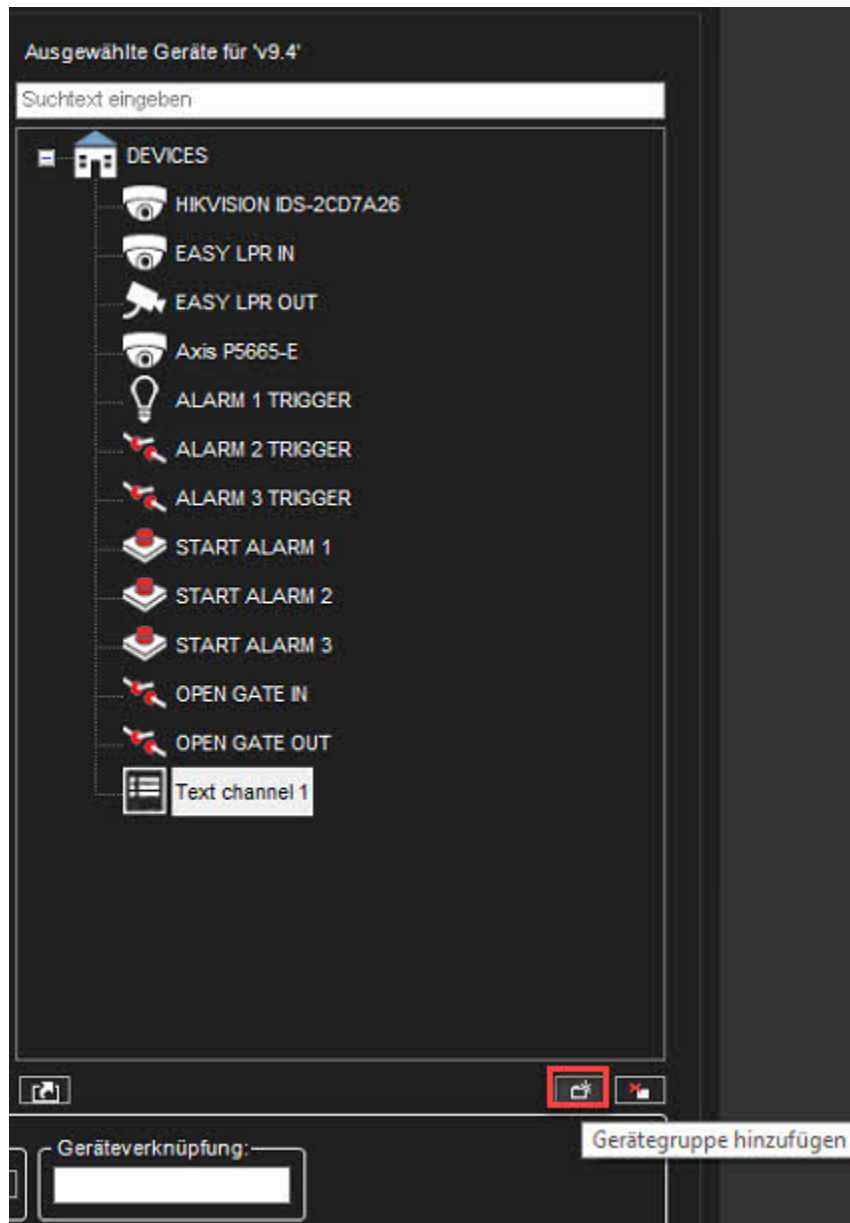 Ausgewählte Geräte für 'v9.4'
Suchtext eingeben
DEVICES
HIKVISION IDS-2CD7A26
EASY LPR IN
EASY LPR OUT
Axis P5665-E
ALARM 1 TRIGGER
ALARM 2 TRIGGER
ALARM 3 TRIGGER
START ALARM 1
START ALARM 2
START ALARM 3
OPEN GATE IN
OPEN GATE OUT
Text channel 1
Gerätegruppe hinzufügen
Geräteverknüpfung: